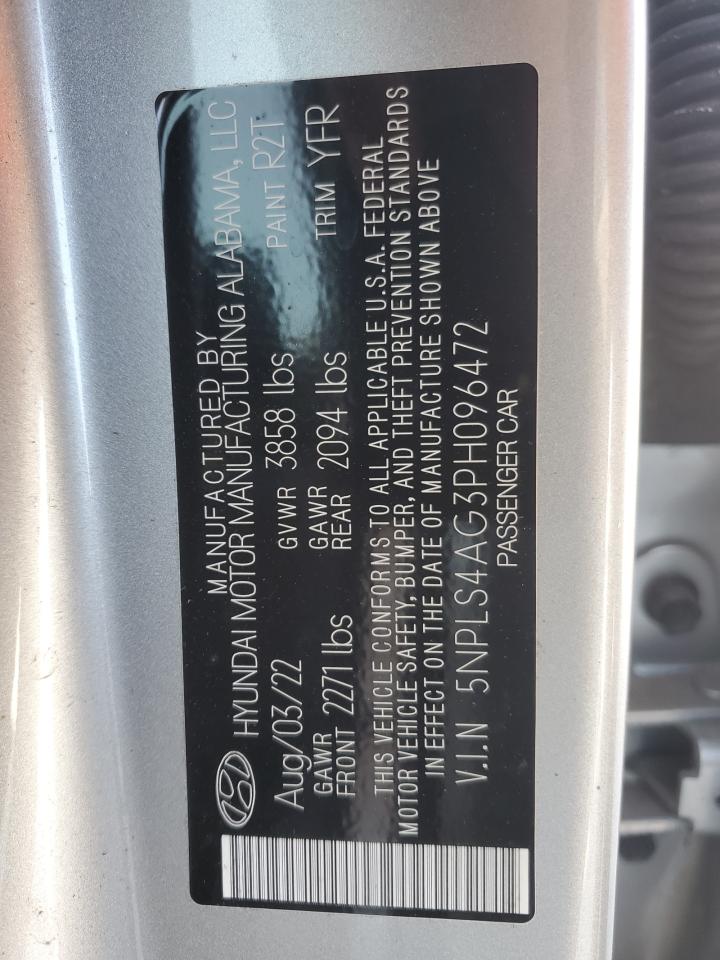 MANUFACTURED BY
HYUNDAI MOTOR MANUFACTURING ALABAMA, LLC
Aug/03/22 GVWR 3858 lbs PAINT R2T
GAWR FRONT 2271 lbs GAWR REAR 2094 lbs TRIM YFR
THIS VEHICLE CONFORMS TO ALL APPLICABLE U.S.A. FEDERAL
MOTOR VEHICLE SAFETY, BUMPER, AND THEFT PREVENTION STANDARDS
IN EFFECT ON THE DATE OF MANUFACTURE SHOWN ABOVE
V.I.N 5NPLS4AG3PH096472
PASSENGER CAR